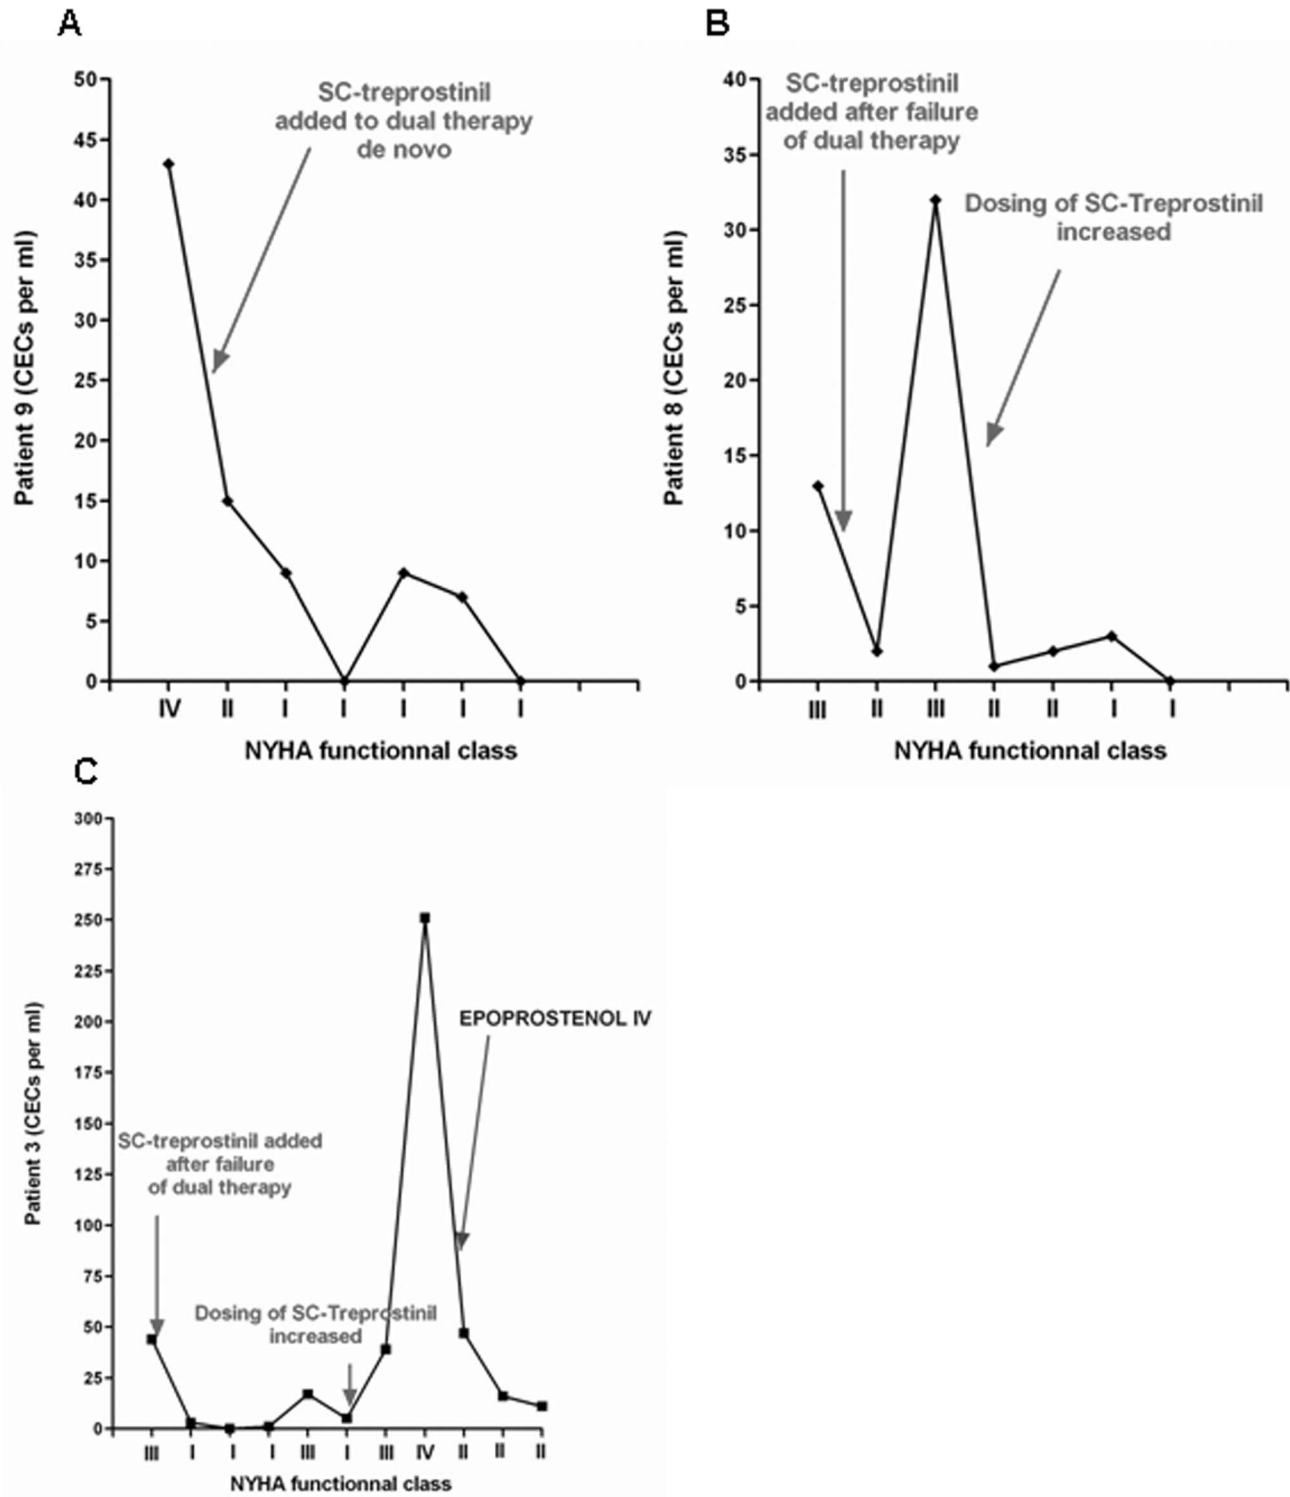 A
50
45
40
35
30
25
20
15
10
5
0
Patient 9 (CECs per ml)
SC-treprostinil
added to dual therapy
de novo
IV II I I I I I
NYHA functionnal class
B
40
35
30
25
20
15
10
5
0
Patient 8 (CECs per ml)
SC-treprostinil
added after failure
of dual therapy
Dosing of SC-Treprostinil
increased
III II III II II I I
NYHA functionnal class
C
300
275
250
225
200
175
150
125
100
75
50
25
0
Patient 3 (CECs per ml)
EPOPROSTENOL IV
SC-treprostinil added
after failure
of dual therapy
Dosing of SC-Treprostinil
increased
III I I I III I III IV II II II
NYHA functionnal class